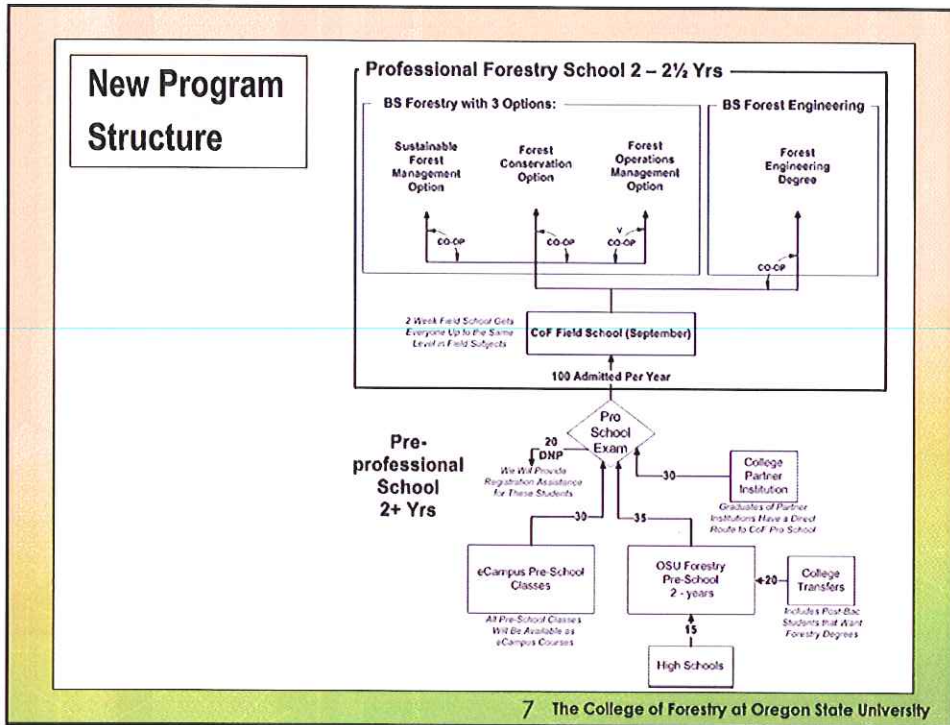 New Program
Structure
Professional Forestry School 2 – 2½ Yrs
BS Forestry with 3 Options:
BS Forest Engineering
Sustainable
Forest
Management
Option
Forest
Conservation
Option
Forest
Operations
Management
Option
Forest
Engineering
Degree
CO-OP
CO-OP
V
CO-OP
CO-OP
2 Week Field School Gets
Everyone Up to the Same
Level in Field Subjects
CoF Field School (September)
100 Admitted Per Year
Pro
School
Exam
Pre-
professional
School
2+ Yrs
20
DNP
We Will Provide
Registration Assistance
for These Students
30
College
Partner
Institution
Graduates of Partner
Institutions Have a Direct
Route to CoF Pro School
30
35
eCampus Pre-School
Classes
All Pre-School Classes
Will Be Available as
eCampus Courses
OSU Forestry
Pre-School
2 - years
20
College
Transfers
Includes Post-Bac
Students that Want
Forestry Degrees
15
High Schools
7 The College of Forestry at Oregon State University